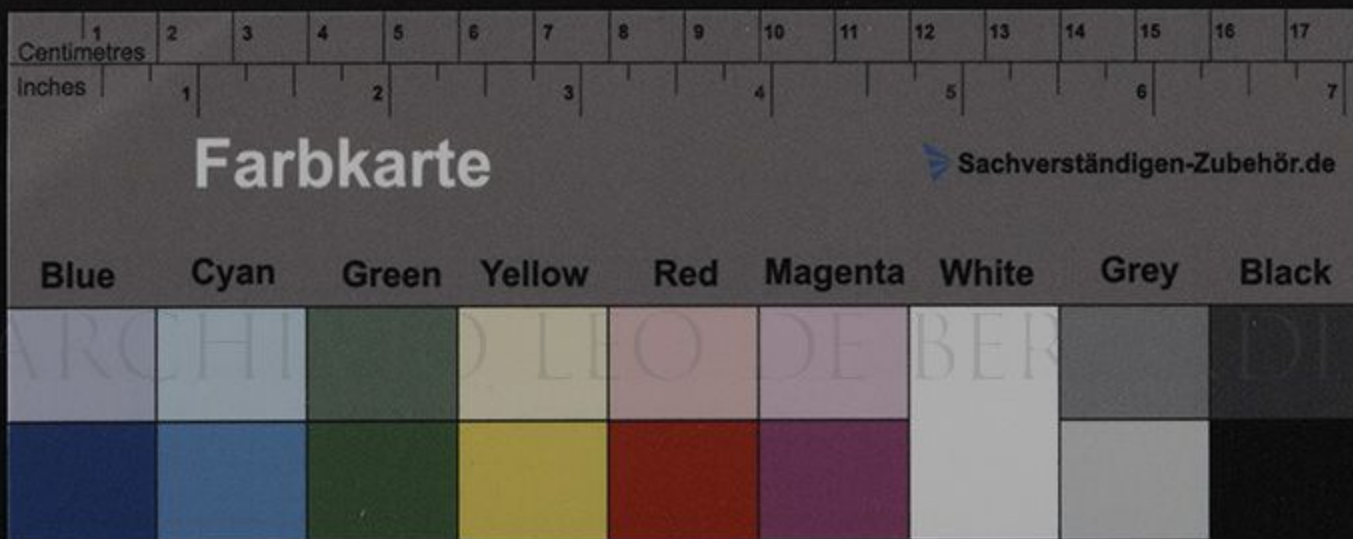 1 2 3 4 5 6 7 8 9 10 11 12 13 14 15 16 17
Centimetres
Inches 1 2 3 4 5 6 7
Farbkarte
Sachverständigen-Zubehör.de
Blue Cyan Green Yellow Red Magenta White Grey Black
LEO DE